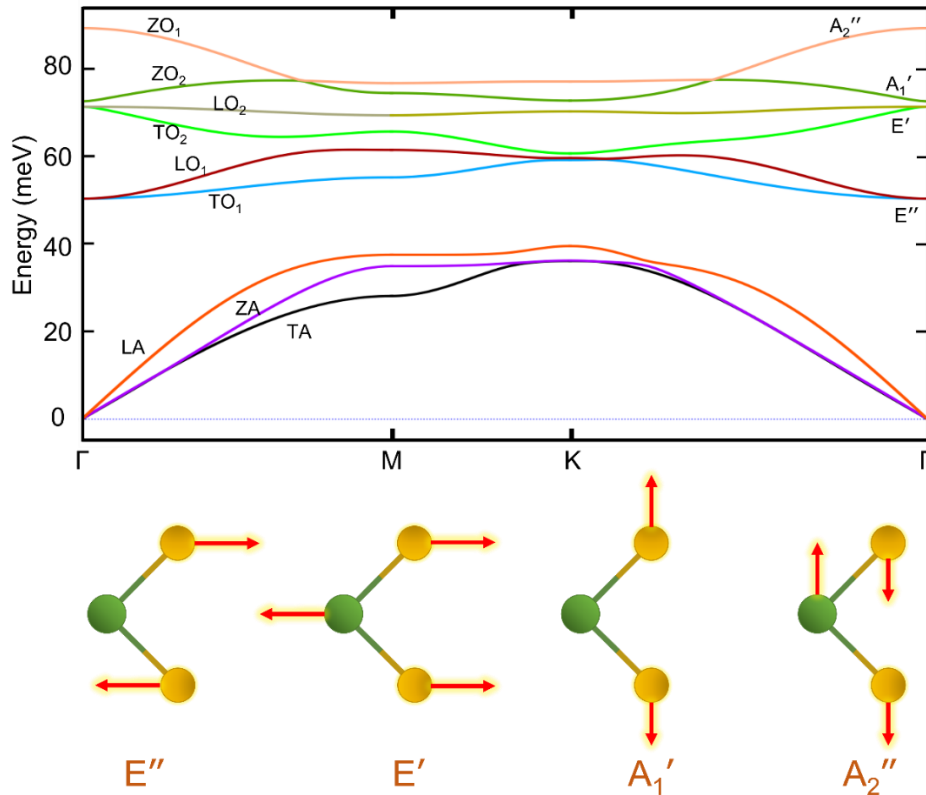 ZO₁
A₂″
80
ZO₂
A₁′
LO₂
E′
TO₂
60
LO₁
TO₁
E″
Energy (meV)
40
ZA
20
LA
TA
0
Γ
M
K
Γ
E″
E′
A₁′
A₂″